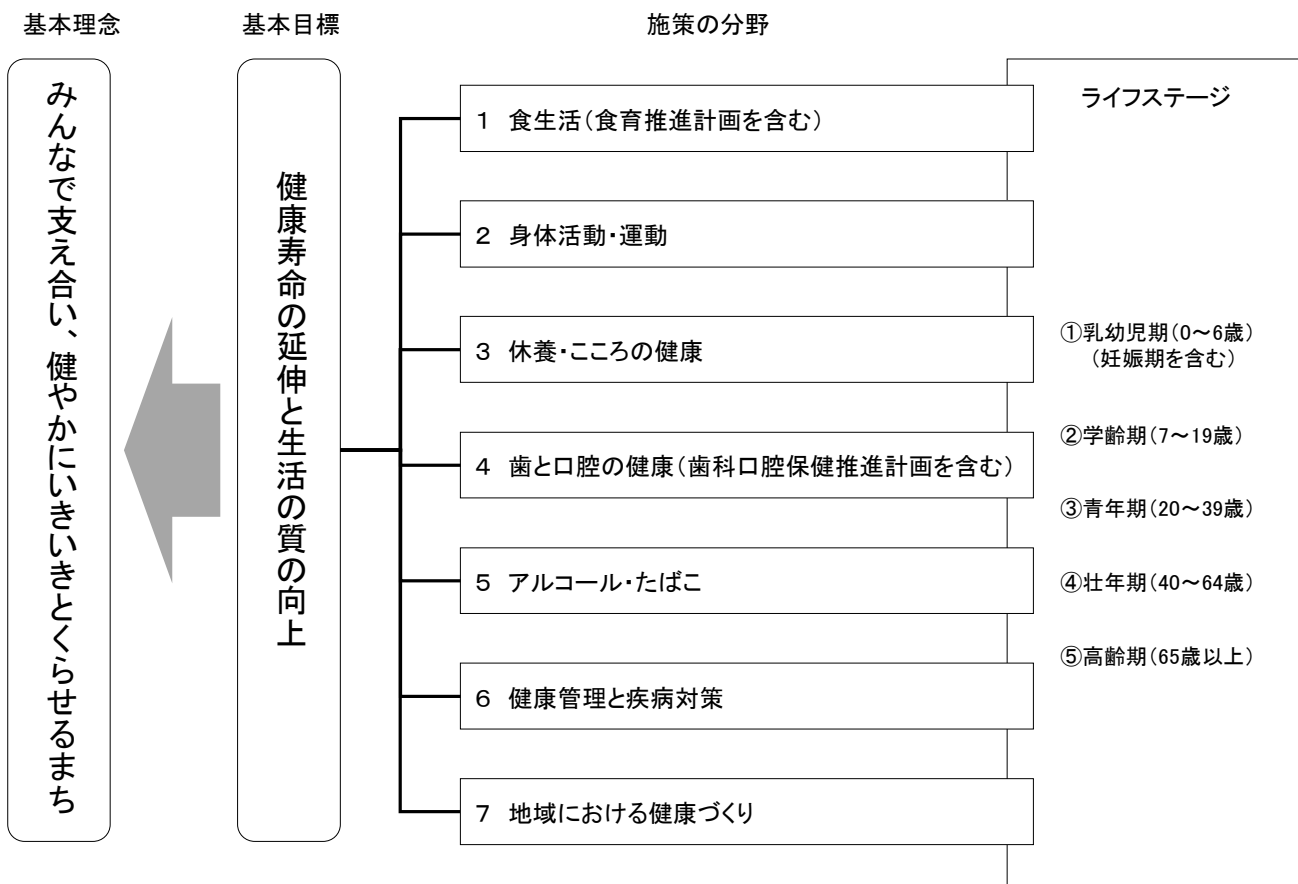 基本理念
基本目標
施策の分野
みんなで支え合い、健やかにいきいきとくらせるまち
健康寿命の延伸と生活の質の向上
1 食生活(食育推進計画を含む)
2 身体活動・運動
3 休養・こころの健康
4 歯と口腔の健康(歯科口腔保健推進計画を含む)
5 アルコール・たばこ
6 健康管理と疾病対策
7 地域における健康づくり
ライフステージ
①乳幼児期(0～6歳)
(妊娠期を含む)
②学齢期(7～19歳)
③青年期(20～39歳)
④壮年期(40～64歳)
⑤高齢期(65歳以上)